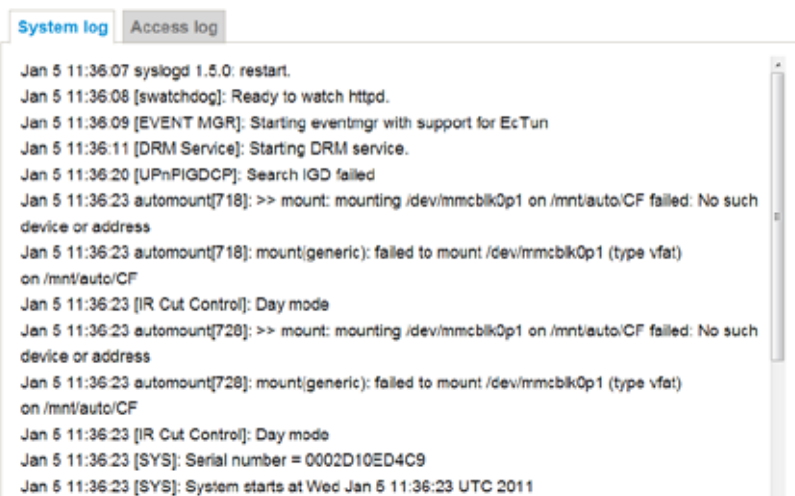 System log
Access log
Jan 5 11:36:07 syslogd 1.5.0: restart.
Jan 5 11:36:08 [swatchdog]: Ready to watch httpd.
Jan 5 11:36:09 [EVENT MGR]: Starting eventmgr with support for EcTun
Jan 5 11:36:11 [DRM Service]: Starting DRM service.
Jan 5 11:36:20 [UPnPIGDCP]: Search IGD failed
Jan 5 11:36:23 automount[718]: >> mount: mounting /dev/mmcblk0p1 on /mnt/auto/CF failed: No such
device or address
Jan 5 11:36:23 automount[718]: mount(generic): failed to mount /dev/mmcblk0p1 (type vfat)
on /mnt/auto/CF
Jan 5 11:36:23 [IR Cut Control]: Day mode
Jan 5 11:36:23 automount[728]: >> mount: mounting /dev/mmcblk0p1 on /mnt/auto/CF failed: No such
device or address
Jan 5 11:36:23 automount[728]: mount(generic): failed to mount /dev/mmcblk0p1 (type vfat)
on /mnt/auto/CF
Jan 5 11:36:23 [IR Cut Control]: Day mode
Jan 5 11:36:23 [SYS]: Serial number = 0002D10ED4C9
Jan 5 11:36:23 [SYS]: System starts at Wed Jan 5 11:36:23 UTC 2011